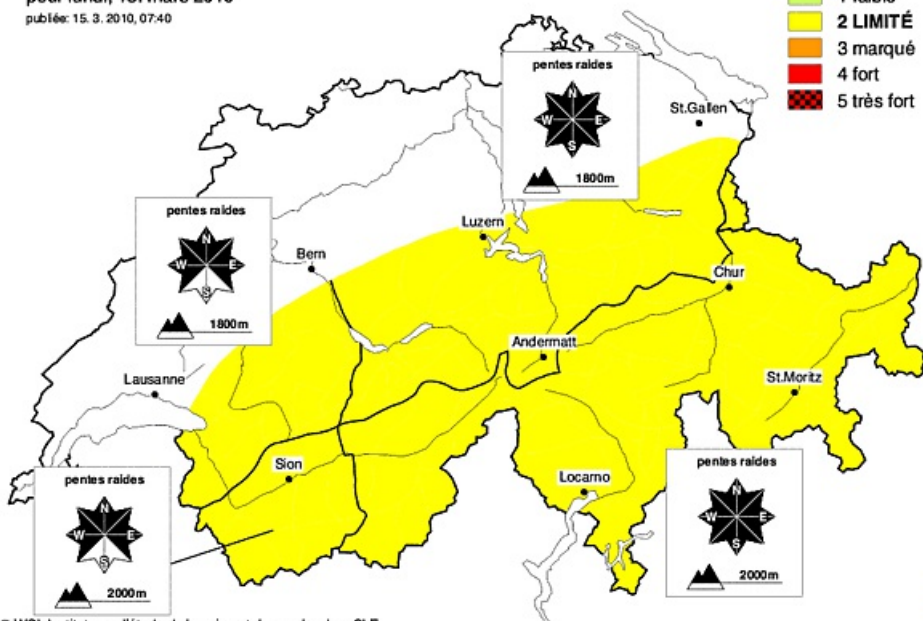 publiée: 15. 3. 2010, 07:40
2 LIMITÉ
3 marqué
4 fort
5 très fort
pentes raides
N
W E
S
1800m
St.Gallen
pentes raides
N
W E
S
1800m
Luzern
Bern
Chur
Andermatt
Lausanne
St.Moritz
Sion
Locarno
pentes raides
N
W E
S
2000m
pentes raides
N
W E
S
2000m